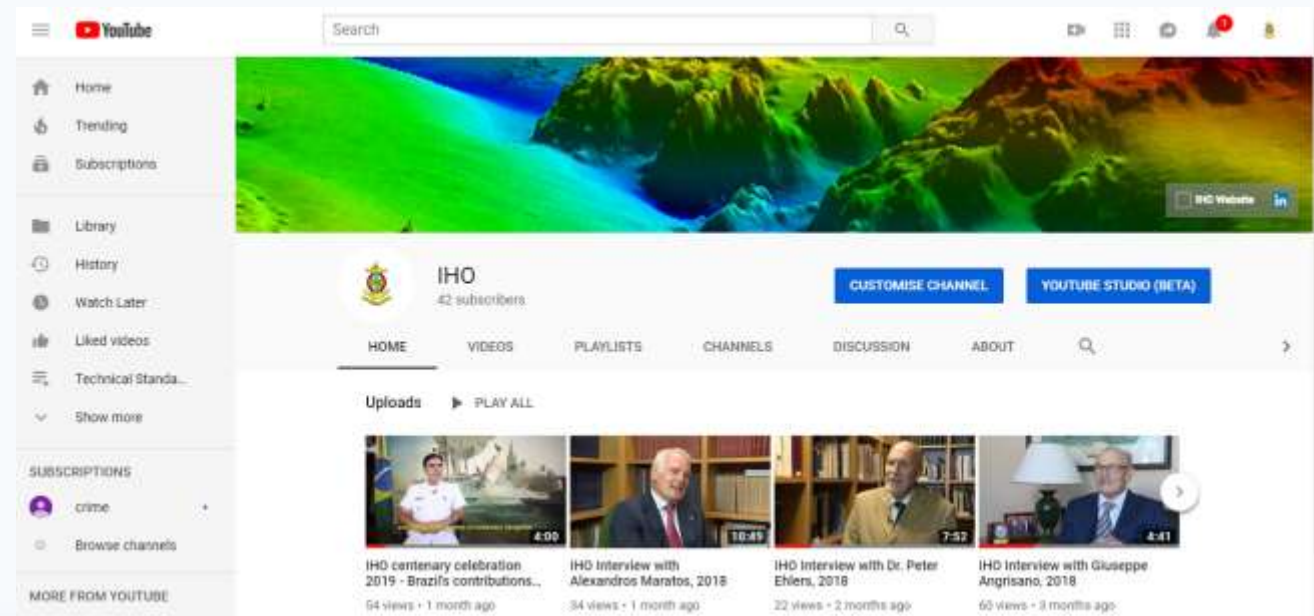 YouTube
Search
1
Home
Trending
Subscriptions
Library
History
Watch Later
Liked videos
Technical Standa...
Show more
SUBSCRIPTIONS
crime
Browse channels
MORE FROM YOUTUBE
IHO Website
in
IHO
42 subscribers
CUSTOMISE CHANNEL
YOUTUBE STUDIO (BETA)
HOME VIDEOS PLAYLISTS CHANNELS DISCUSSION ABOUT
Uploads PLAY ALL
4:00
10:49
7:52
4:41
IHO centenary celebration
2019 - Brazil's contributions...
54 views • 1 month ago
IHO Interview with
Alexandros Maratos, 2018
34 views • 1 month ago
IHO Interview with Dr. Peter
Ehlers, 2018
22 views • 2 months ago
IHO Interview with Giuseppe
Angrisano, 2018
60 views • 3 months ago